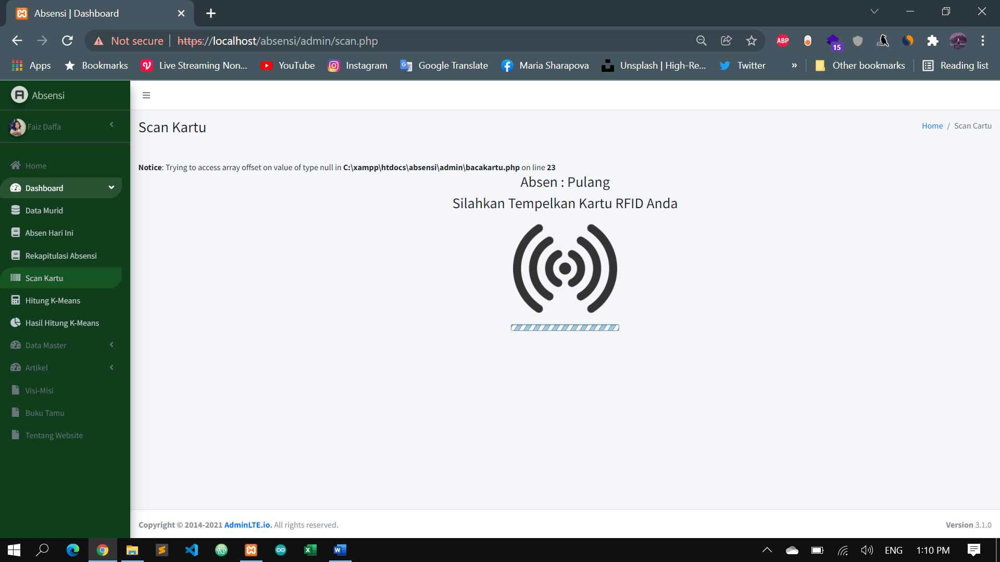 Absensi | Dashboard
Not secure | https://localhost/absensi/admin/scan.php
ABP
15
Apps
Bookmarks
Live Streaming Non...
YouTube
Instagram
Google Translate
Maria Sharapova
Unsplash | High-Re...
Twitter
»
Other bookmarks
Reading list
Absensi
Faiz Daffa
Home
Dashboard
Data Murid
Absen Hari Ini
Rekapitulasi Absensi
Scan Kartu
Hitung K-Means
Hasil Hitung K-Means
Data Master
Artikel
Visi-Misi
Buku Tamu
Tentang Website
Scan Kartu
Home / Scan Cartu
Notice: Trying to access array offset on value of type null in C:\xampp\htdocs\absensi\admin\bacakartu.php on line 23
Absen : Pulang
Silahkan Tempelkan Kartu RFID Anda
Copyright © 2014-2021 AdminLTE.io. All rights reserved.
Version 3.1.0
ENG
1:10 PM